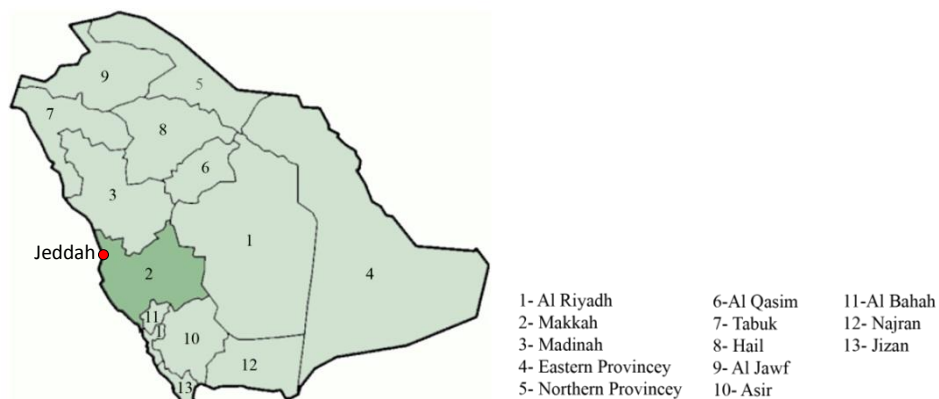 9
5
7
8
6
3
Jeddah
1
2
4
11
10
12
13
1- Al Riyadh
2- Makkah
3- Madinah
4- Eastern Provincey
5- Northern Provincey
6-Al Qasim
7- Tabuk
8- Hail
9- Al Jawf
10- Asir
11-Al Bahah
12- Najran
13- Jizan